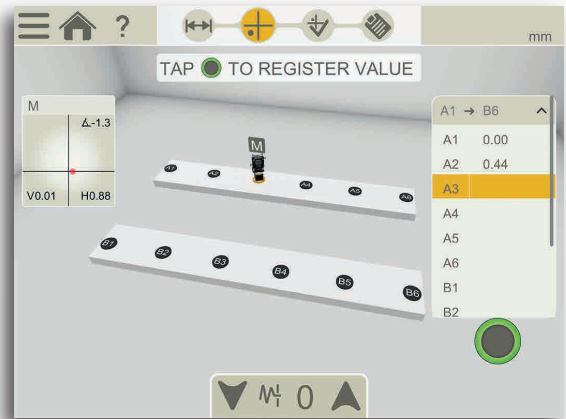 ?
mm
TAP TO REGISTER VALUE
M
∡-1.3
V0.01 H0.88
M
A1 A2 A4 A5 A6
B1 B2 B3 B4 B5 B6
A1 → B6
A1 0.00
A2 0.44
A3
A4
A5
A6
B1
B2
0